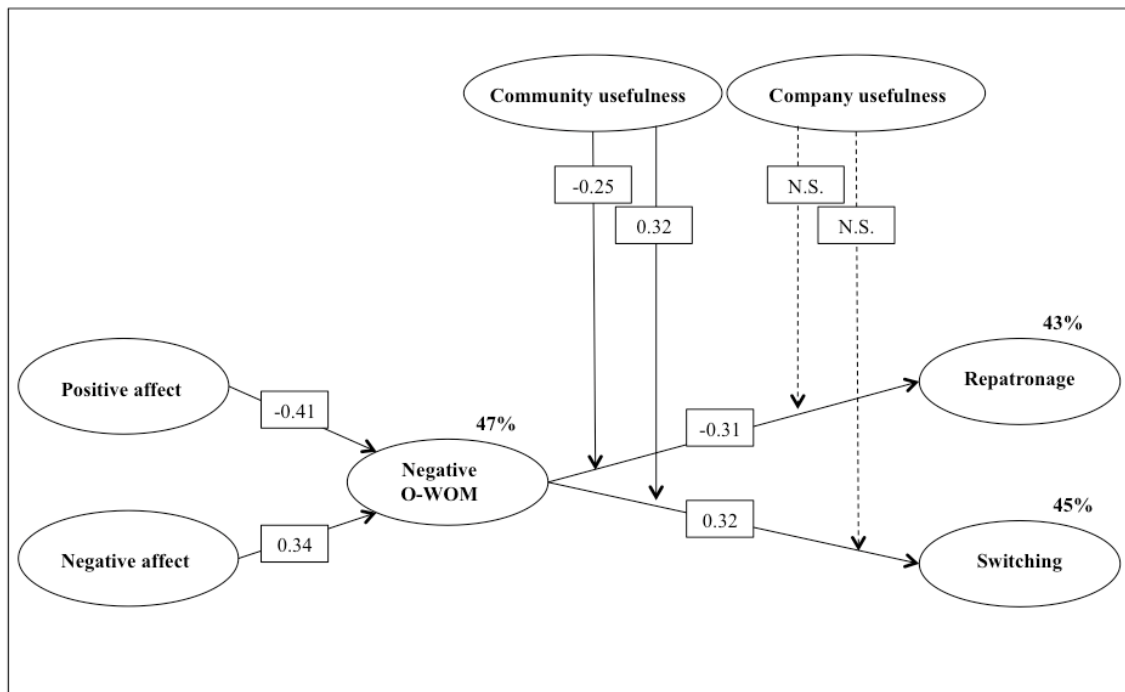 Community usefulness
Company usefulness
-0.25
N.S.
0.32
N.S.
43%
Positive affect
Repatronage
-0.41
47%
-0.31
Negative
O-WOM
45%
0.32
0.34
Negative affect
Switching